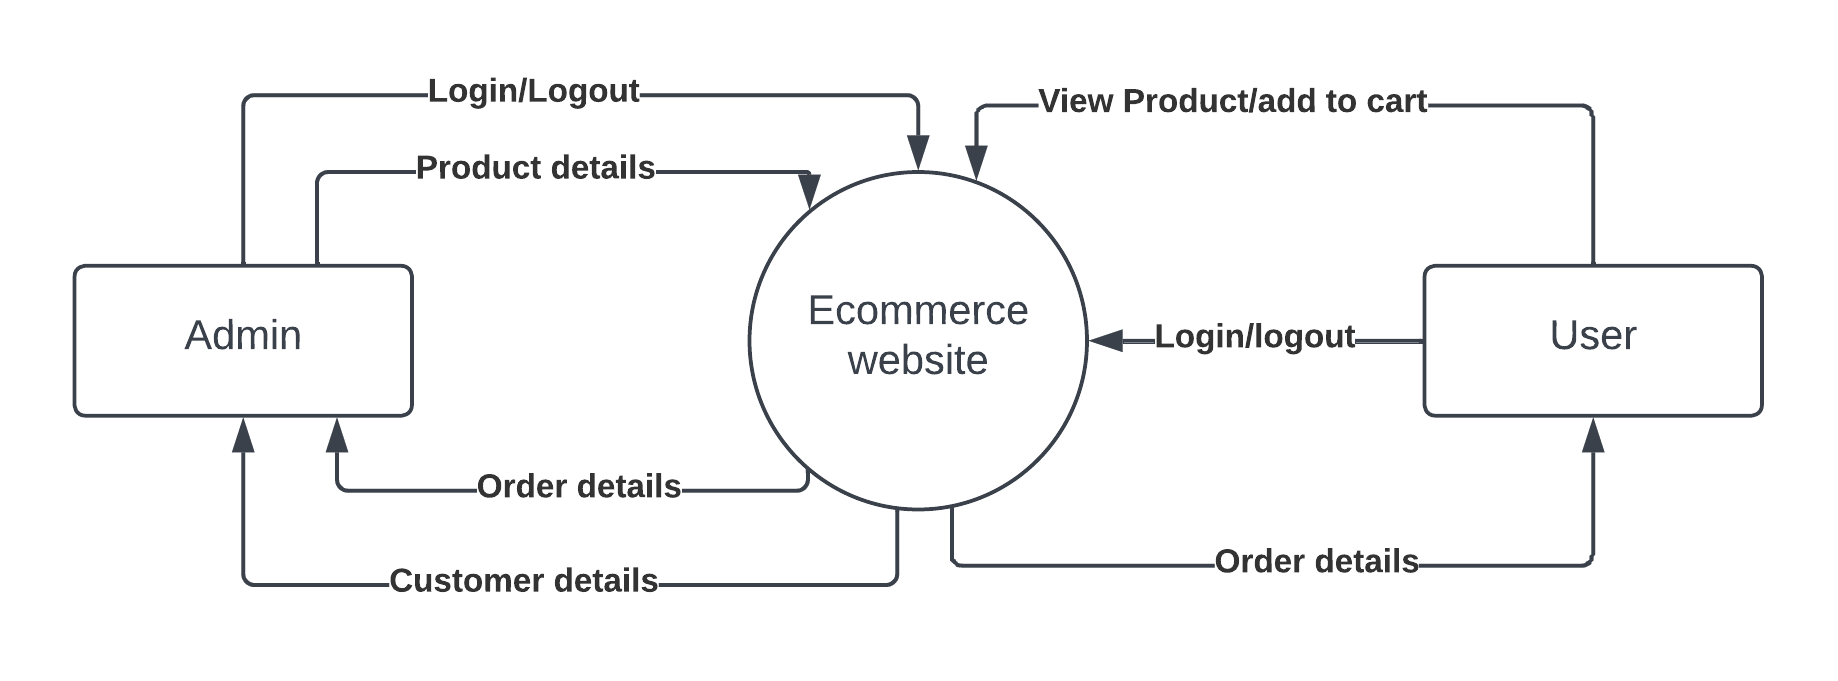 Login/Logout
View Product/add to cart
Product details
Admin
Ecommerce
website
Login/logout
User
Order details
Customer details
Order details